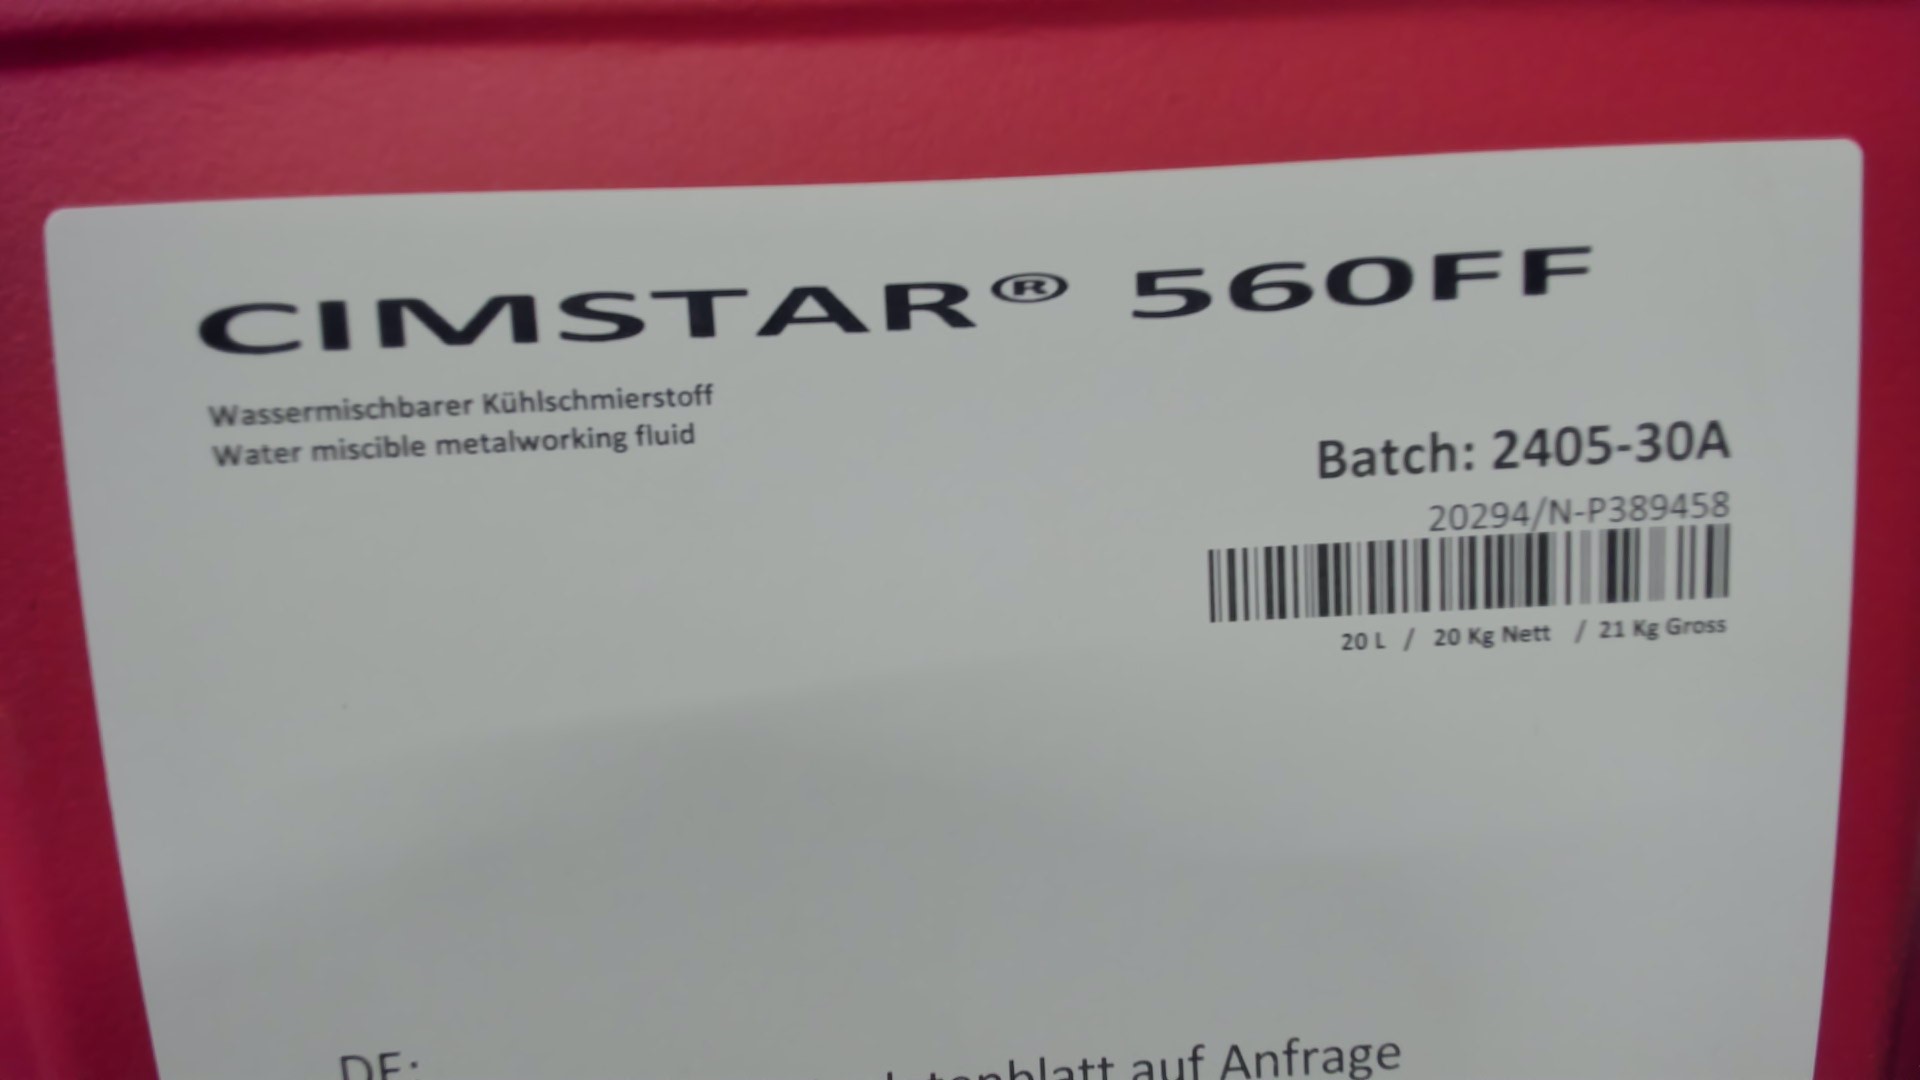 CIMSTAR® 560FF
Wassermischbarer Kühlschmierstoff
Water miscible metalworking fluid
Batch: 2405-30A
20294/N-P389458
20 L / 20 Kg Nett / 21 Kg Gross
DE:
auf Anfrage